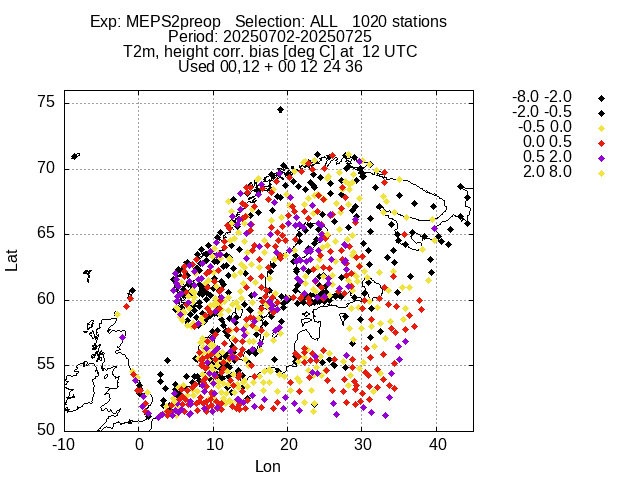 Exp: MEPS2preop   Selection: ALL   1020 stations
Period: 20250702-20250725
T2m, height corr. bias [deg C] at  12 UTC
Used 00,12 + 00 12 24 36
-8.0 -2.0
-2.0 -0.5
-0.5 0.0
0.0 0.5
0.5 2.0
2.0 8.0
75
70
65
60
55
50
Lat
-10 0 10 20 30 40
Lon